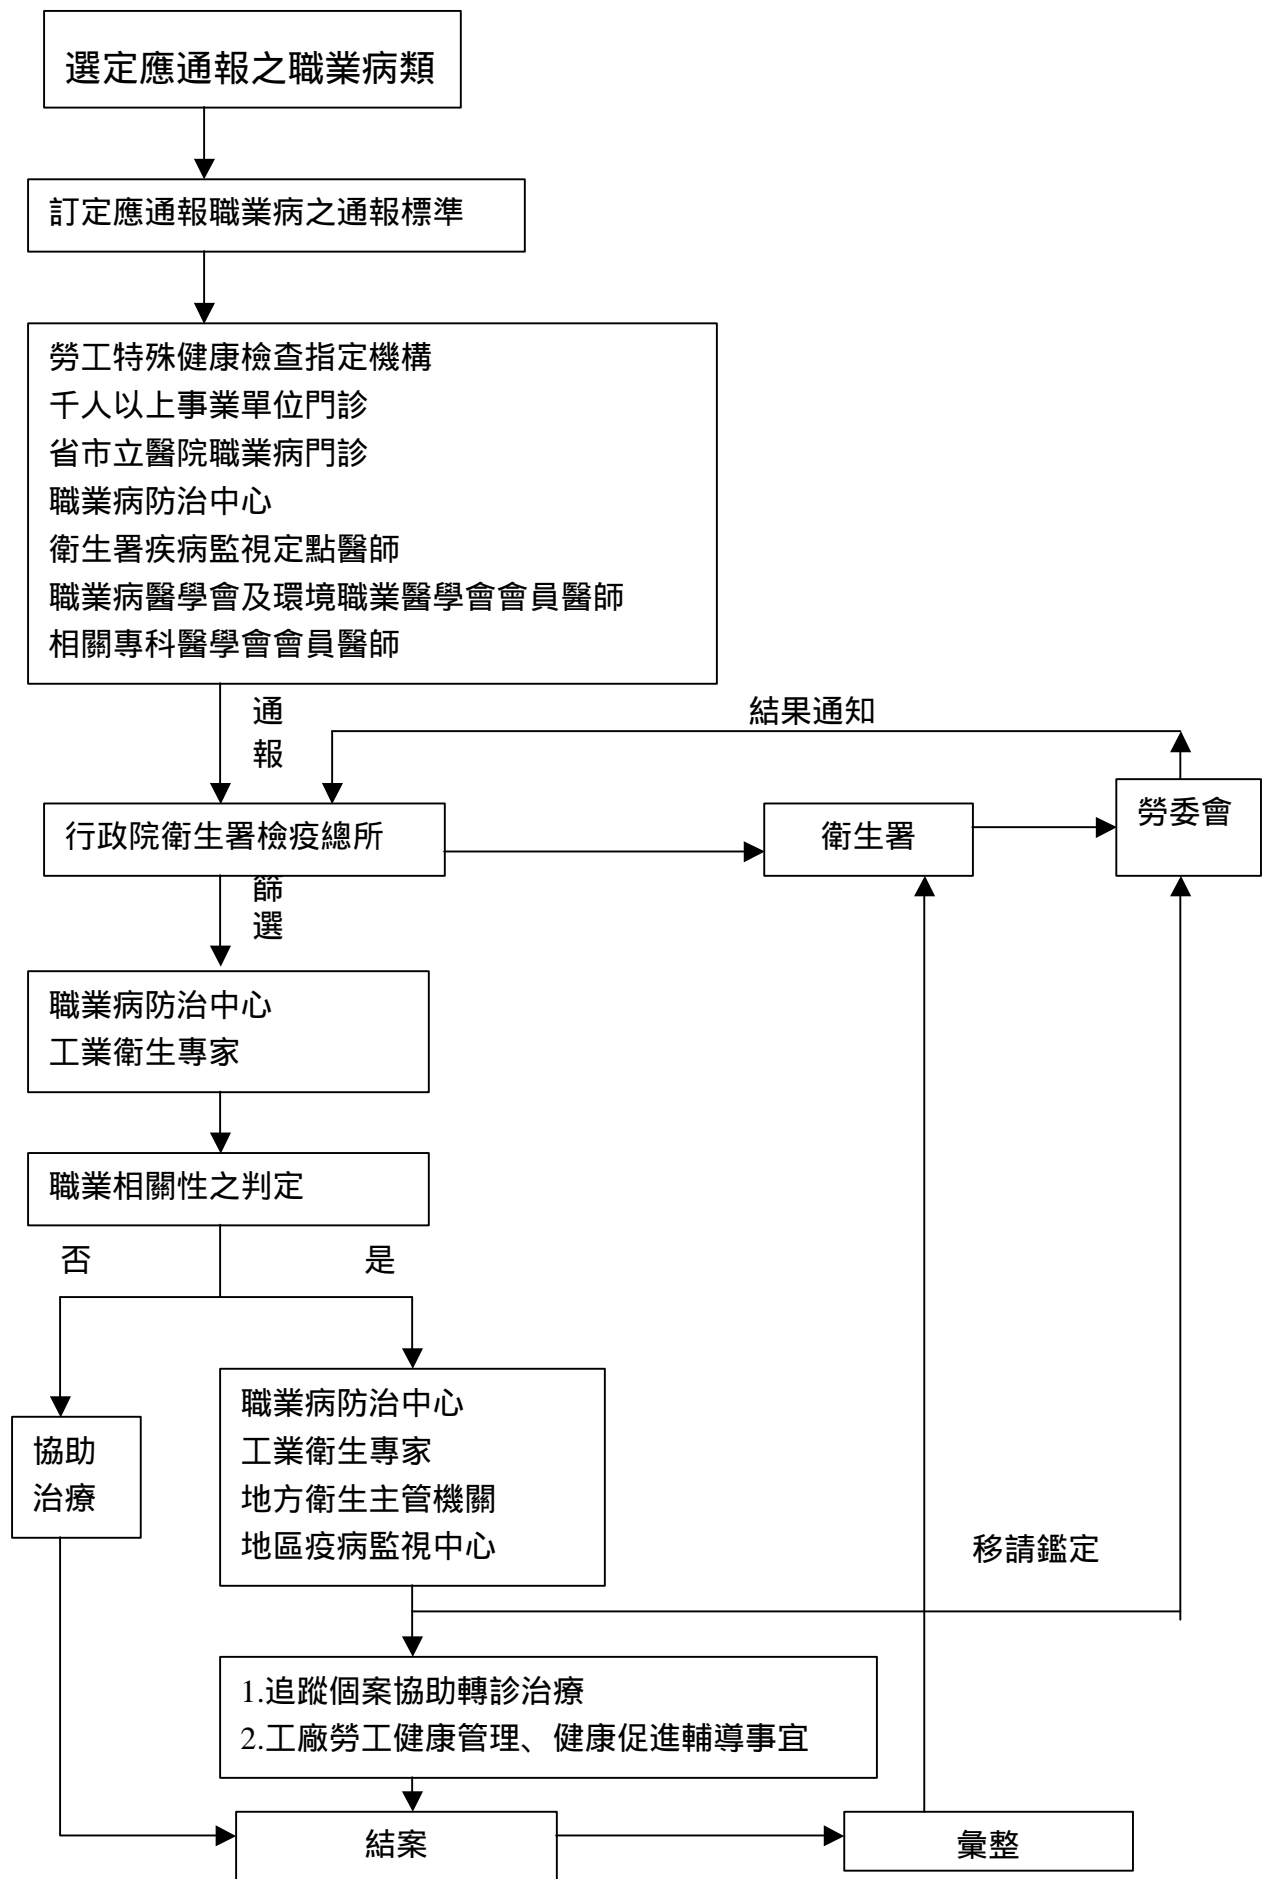 選定應通報之職業病類
訂定應通報職業病之通報標準
勞工特殊健康檢查指定機構
千人以上事業單位門診
省市立醫院職業病門診
職業病防治中心
衛生署疾病監視定點醫師
職業病醫學會及環境職業醫學會會員醫師
相關專科醫學會會員醫師
通
報
結果通知
行政院衛生署檢疫總所
衛生署
勞委會
篩
選
職業病防治中心
工業衛生專家
職業相關性之判定
否
是
協助
治療
職業病防治中心
工業衛生專家
地方衛生主管機關
地區疫病監視中心
移請鑑定
1.追蹤個案協助轉診治療
2.工廠勞工健康管理、健康促進輔導事宜
結案
彙整